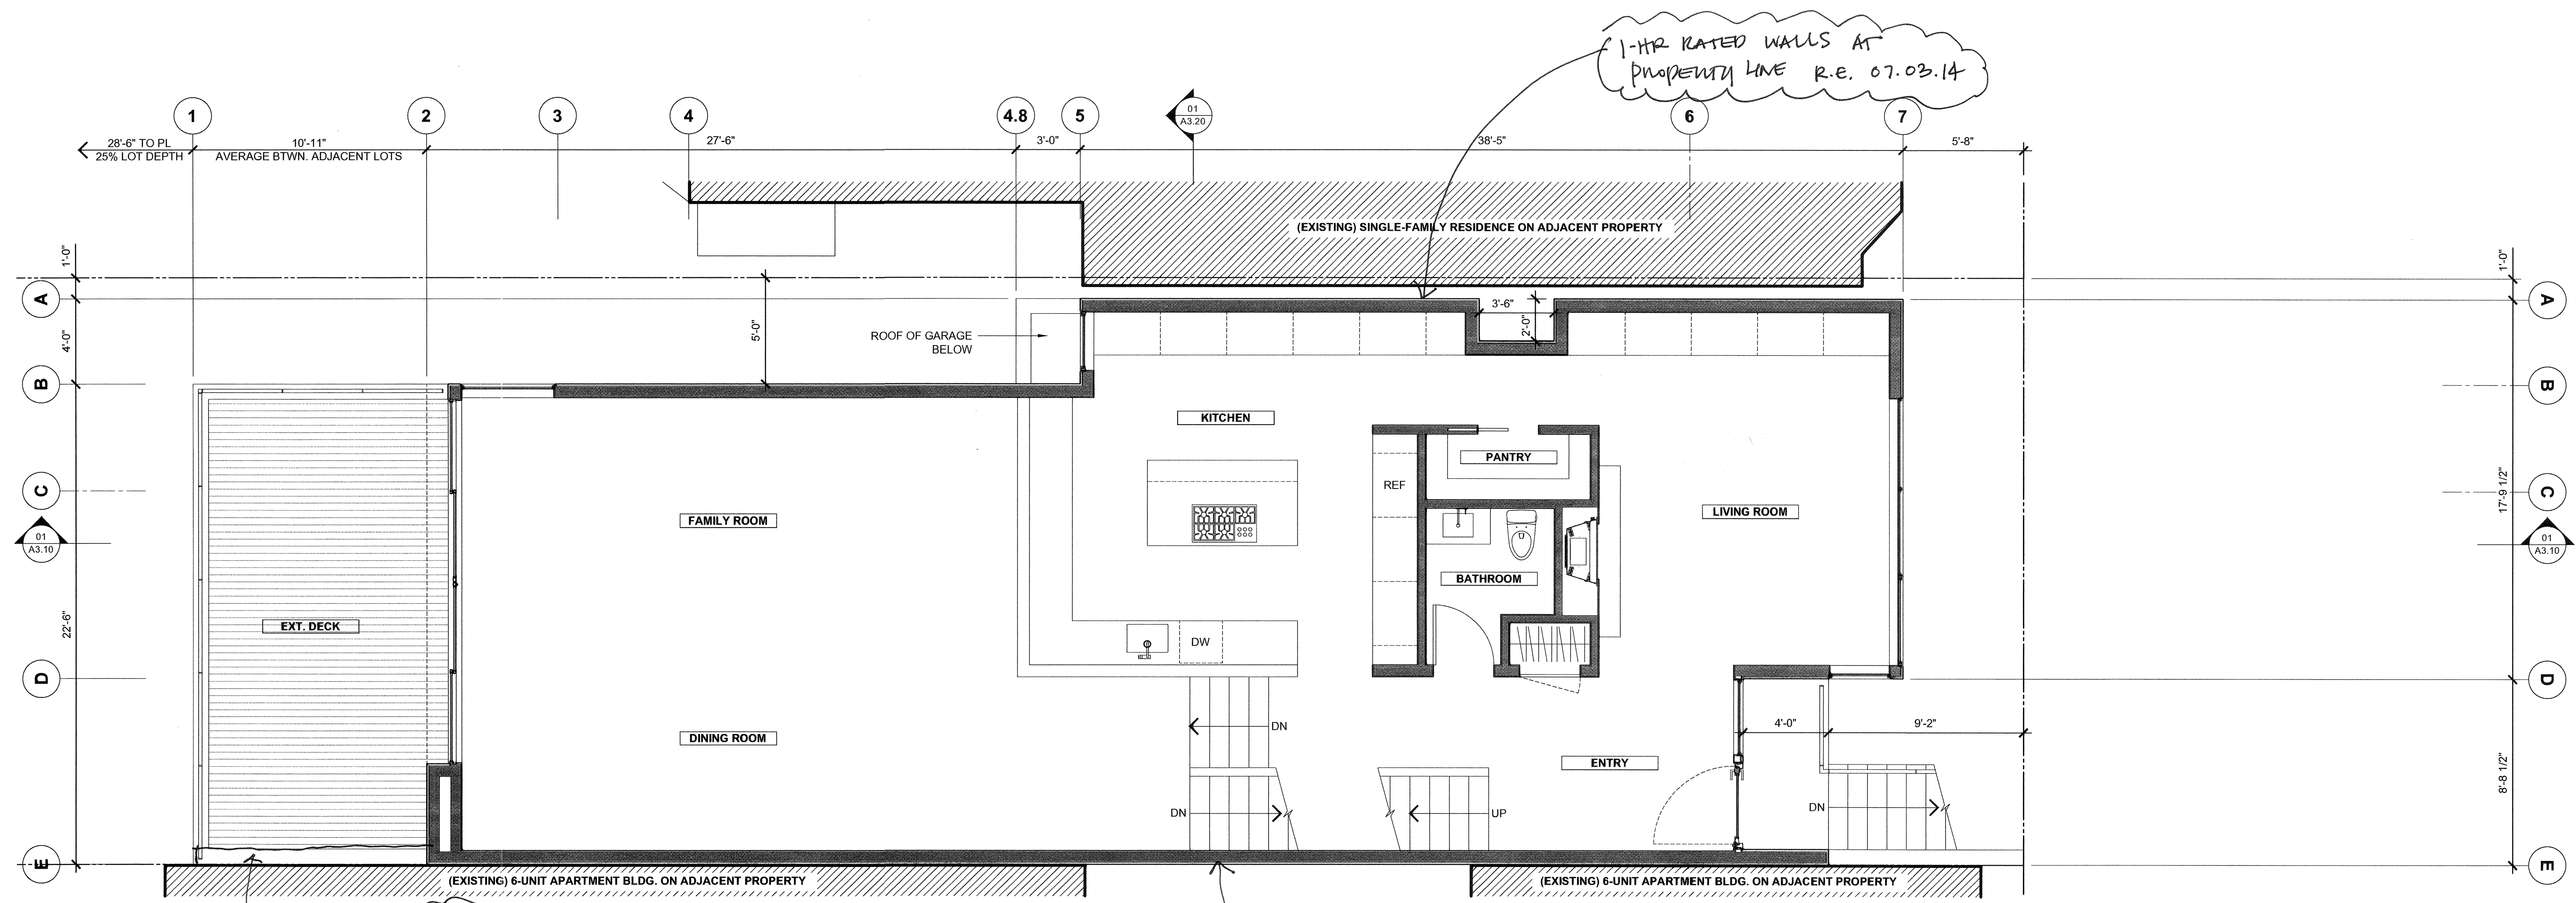 1-HR RATED WALLS AT
PROPERTY LINE R.E. 07.03.14
1
2
3
4
4.8
5
01
A3.20
6
7
28'-6" TO PL
25% LOT DEPTH
10'-11"
AVERAGE BTWN. ADJACENT LOTS
27'-6"
3'-0"
38'-5"
5'-8"
(EXISTING) SINGLE-FAMILY RESIDENCE ON ADJACENT PROPERTY
1'-0"
1'-0"
A
A
3'-6"
2'-0"
5'-0"
4'-0"
ROOF OF GARAGE
BELOW
B
B
KITCHEN
PANTRY
REF
C
C
17'-9 1/2"
FAMILY ROOM
LIVING ROOM
01
A3.10
01
A3.10
BATHROOM
22'-6"
EXT. DECK
DW
D
D
DN
4'-0"
9'-2"
DINING ROOM
ENTRY
8'-8 1/2"
DN
UP
DN
E
E
(EXISTING) 6-UNIT APARTMENT BLDG. ON ADJACENT PROPERTY
(EXISTING) 6-UNIT APARTMENT BLDG. ON ADJACENT PROPERTY